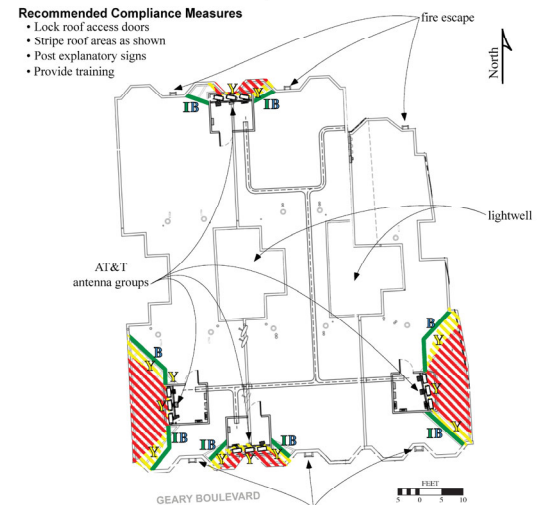 Recommended Compliance Measures
• Lock roof access doors
• Stripe roof areas as shown
• Post explanatory signs
• Provide training
fire escape
North
Y
Y
Y
IB
IB
lightwell
AT&T
antenna groups
B
Y
Y
Y
Y
IB
B
Y
Y
Y
IB
IB
IB
Y
Y
Y
GEARY BOULEVARD
FEET
5 0 5 10